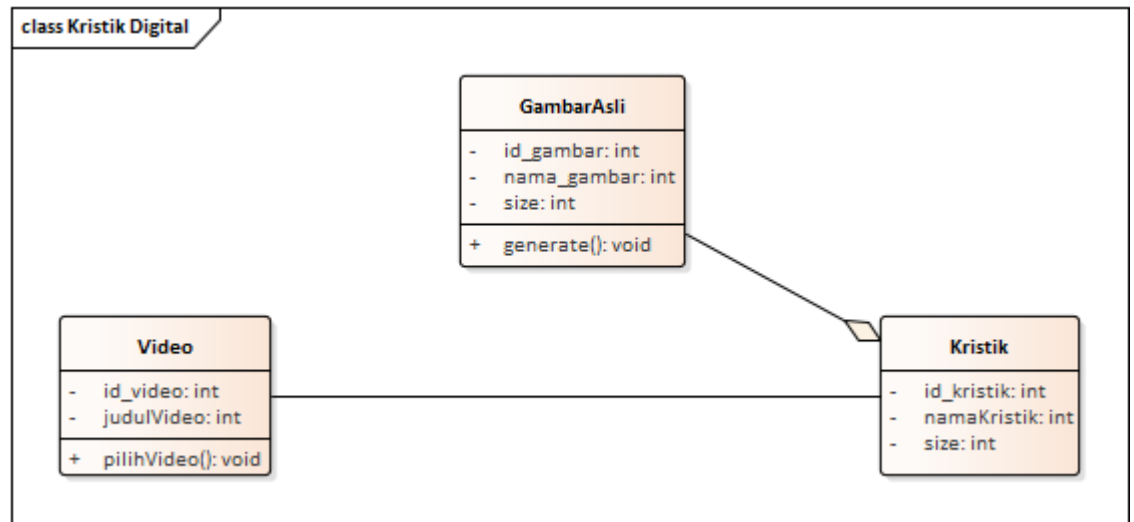 class Kristik Digital
GambarAsli
- id_gambar: int
- nama_gambar: int
- size: int
+ generate(): void
Video
- id_video: int
- judulVideo: int
+ pilihVideo(): void
Kristik
- id_kristik: int
- namaKristik: int
- size: int